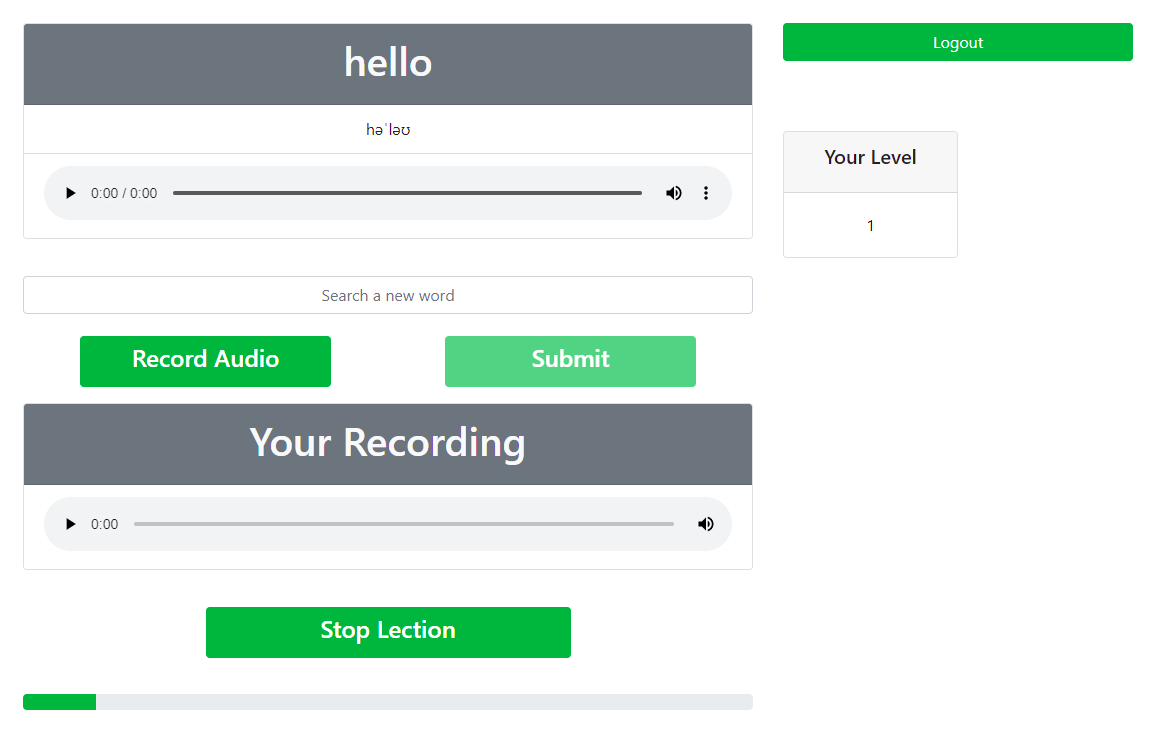 hello
Logout
həˈləʊ
Your Level
0:00 / 0:00
1
Search a new word
Record Audio
Submit
Your Recording
0:00
Stop Lection